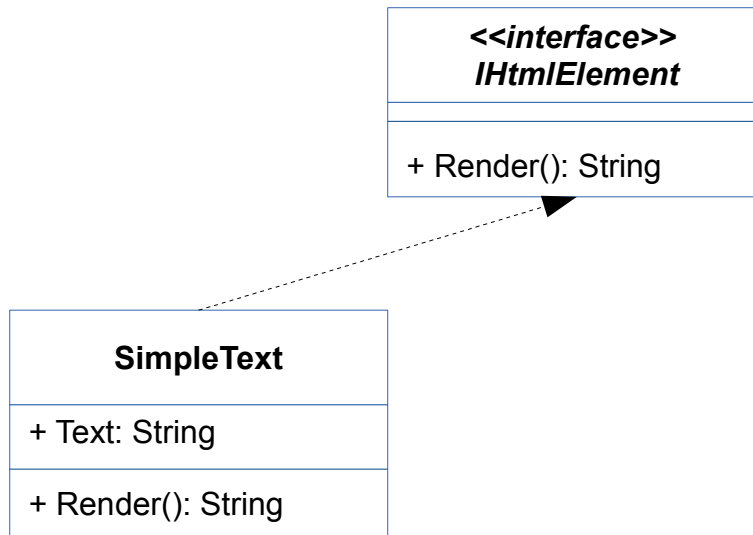 <<interface>>
IHtmlElement
+ Render(): String
SimpleText
+ Text: String
+ Render(): String